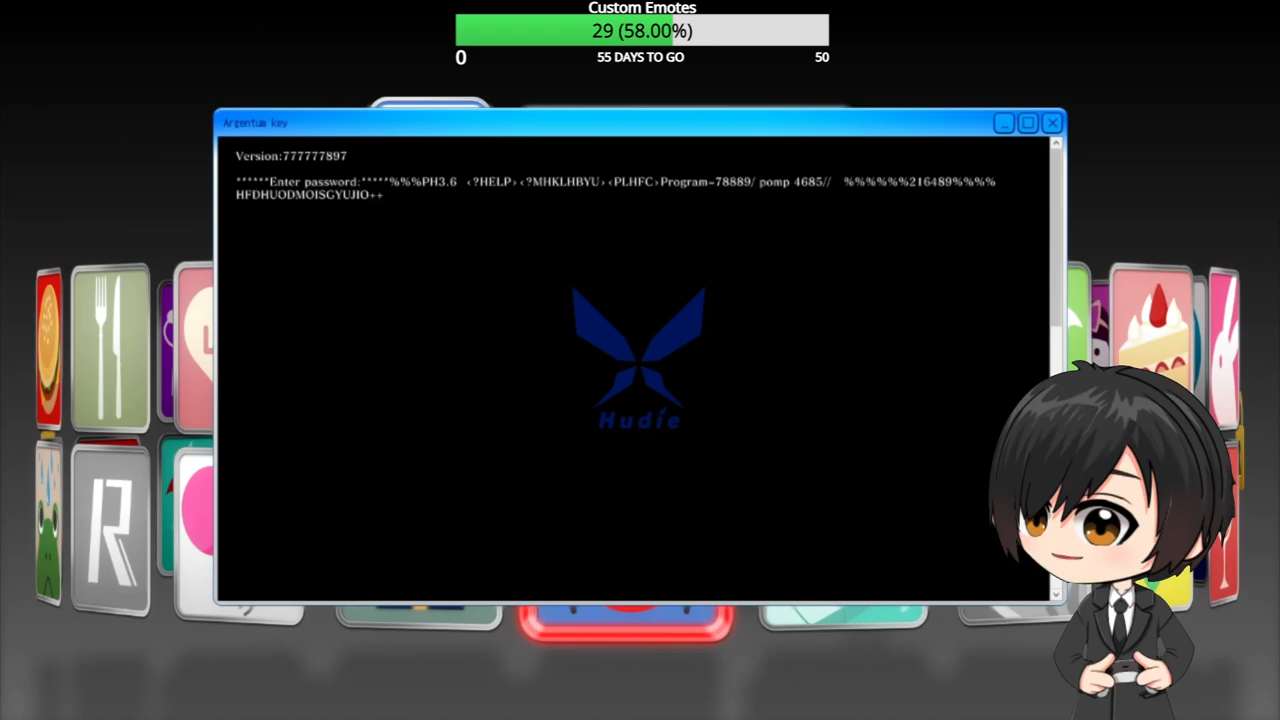 Custom Emotes
29 (58.00%)
0 55 DAYS TO GO 50
Argentum key
Version:777777897
******Enter password:*****%%%PH3.6 <?HELP><?MHKLHBYU><PLHFC>Program-78889/ pomp 4685// %%%%%%216489%%%%
HFDHUODMOISGYUJIO++
Hudie
R